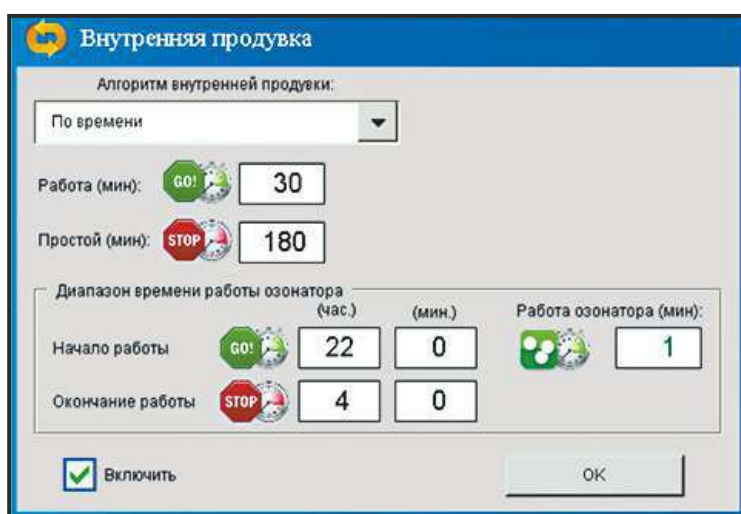 Внутренняя продувка
Алгоритм внутренней продувки:
По времени
Работа (мин): GO! 30
Простой (мин): STOP 180
Диапазон времени работы озонатора
(час.) (мин.) Работа озонатора (мин):
Начало работы GO! 22 0 1
Окончание работы STOP 4 0
Включить OK